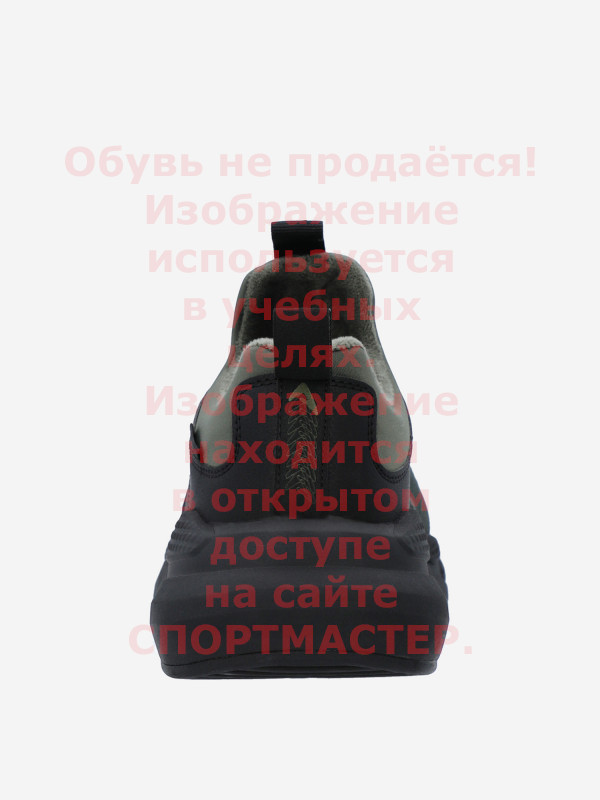 Обувь не продаётся!
Изображение
используется
в учебных
целях.
Изображение
находится
в открытом
доступе
на сайте
СПОРТМАСТЕР.